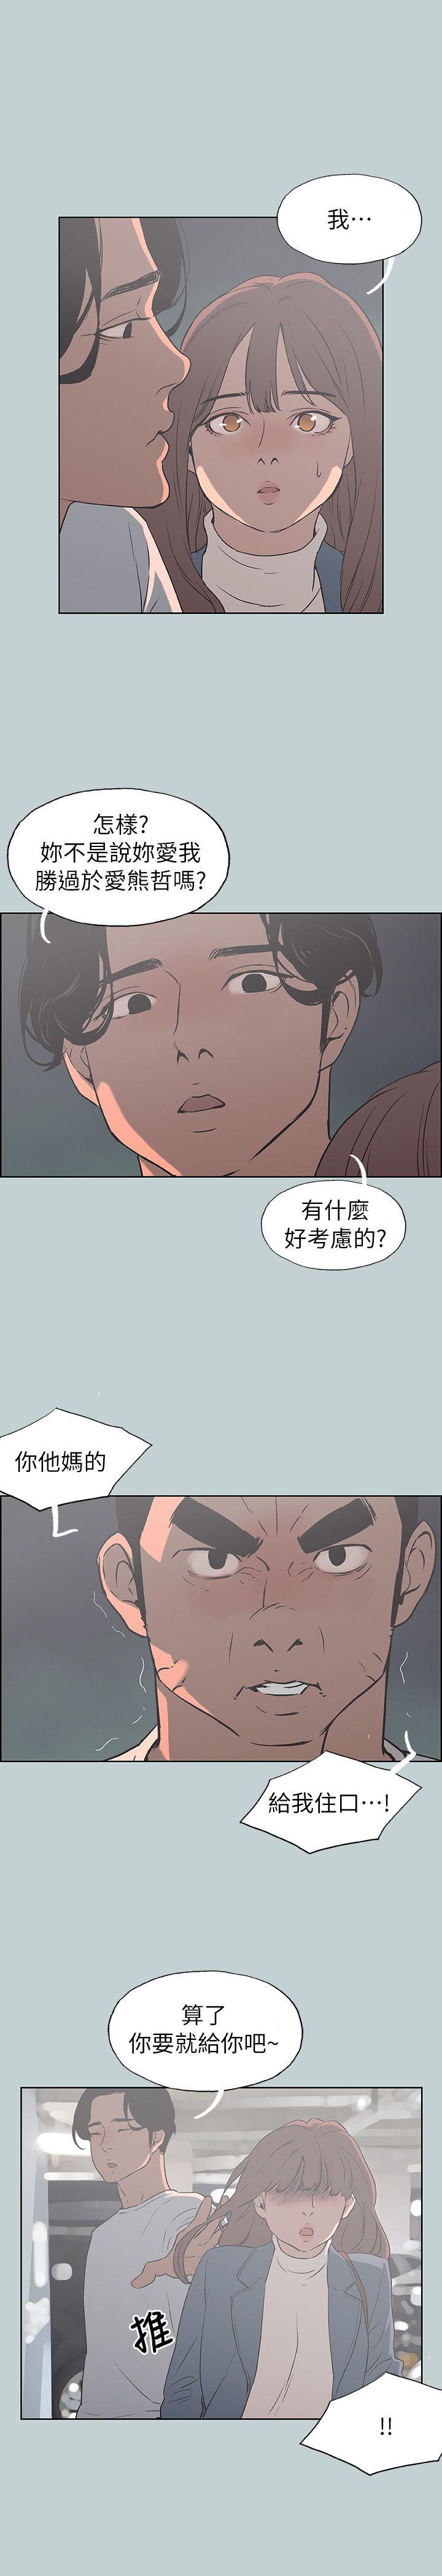 我⋯
怎樣?
妳不是說妳愛我
勝過於愛熊哲嗎?
有什麼
好考慮的?
你他媽的
給我住口⋯!
算了
你要就給你吧~
推
!!